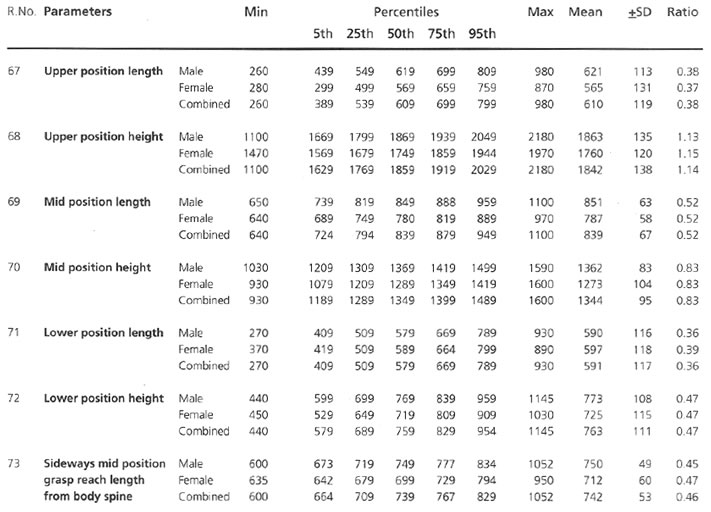 R.No. Parameters Min Percentiles Max Mean ±SD Ratio
5th 25th 50th 75th 95th
67 Upper position length Male 260 439 549 619 699 809 980 621 113 0.38
Female 280 299 499 569 659 759 870 565 131 0.37
Combined 260 389 539 609 699 799 980 610 119 0.38
68 Upper position height Male 1100 1669 1799 1869 1939 2049 2180 1863 135 1.13
Female 1470 1569 1679 1749 1859 1944 1970 1760 120 1.15
Combined 1100 1629 1769 1859 1919 2029 2180 1842 138 1.14
69 Mid position length Male 650 739 819 849 888 959 1100 851 63 0.52
Female 640 689 749 780 819 889 970 787 58 0.52
Combined 640 724 794 839 879 949 1100 839 67 0.52
70 Mid position height Male 1030 1209 1309 1369 1419 1499 1590 1362 83 0.83
Female 930 1079 1209 1289 1349 1419 1600 1273 104 0.83
Combined 930 1189 1289 1349 1399 1489 1600 1344 95 0.83
71 Lower position length Male 270 409 509 579 669 789 930 590 116 0.36
Female 370 419 509 589 664 799 890 597 118 0.39
Combined 270 409 509 579 669 789 930 591 117 0.36
72 Lower position height Male 440 599 699 769 839 959 1145 773 108 0.47
Female 450 529 649 719 809 909 1030 725 115 0.47
Combined 440 579 689 759 829 954 1145 763 111 0.47
73 Sideways mid position Male 600 673 719 749 777 834 1052 750 49 0.45
grasp reach length Female 635 642 679 699 729 794 950 712 60 0.47
from body spine Combined 600 664 709 739 767 829 1052 742 53 0.46